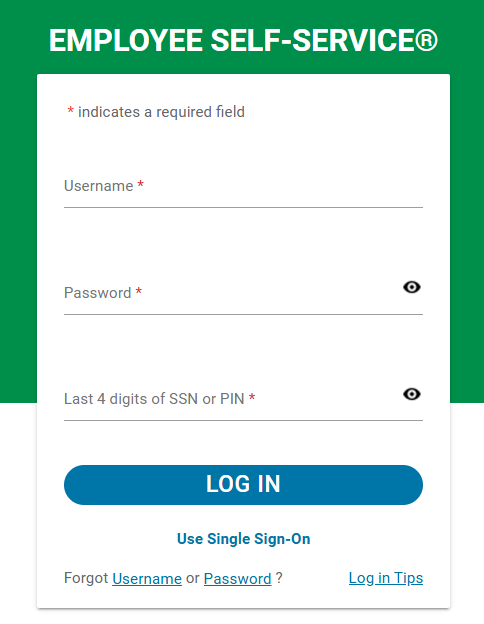 EMPLOYEE SELF-SERVICE®
* indicates a required field
Username *
Password *
Last 4 digits of SSN or PIN *
LOG IN
Use Single Sign-On
Forgot Username or Password ? Log in Tips